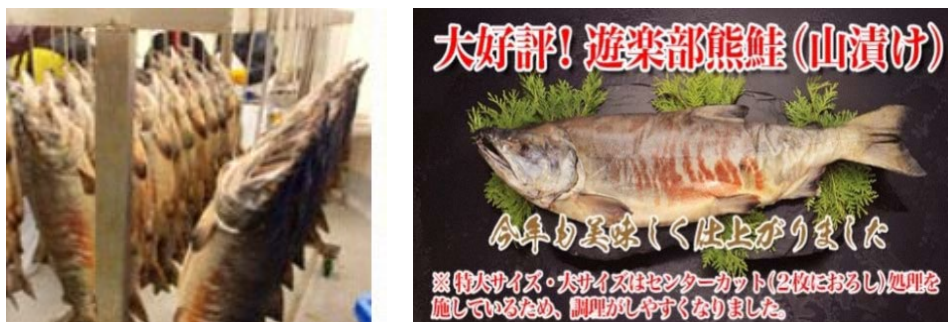 大好評！遊楽部熊鮭（山漬け）
今年も美味しく仕上がりました
※特大サイズ・大サイズはセンターカット（2枚におろし）処理を
施しているため、調理がしやすくなりました。